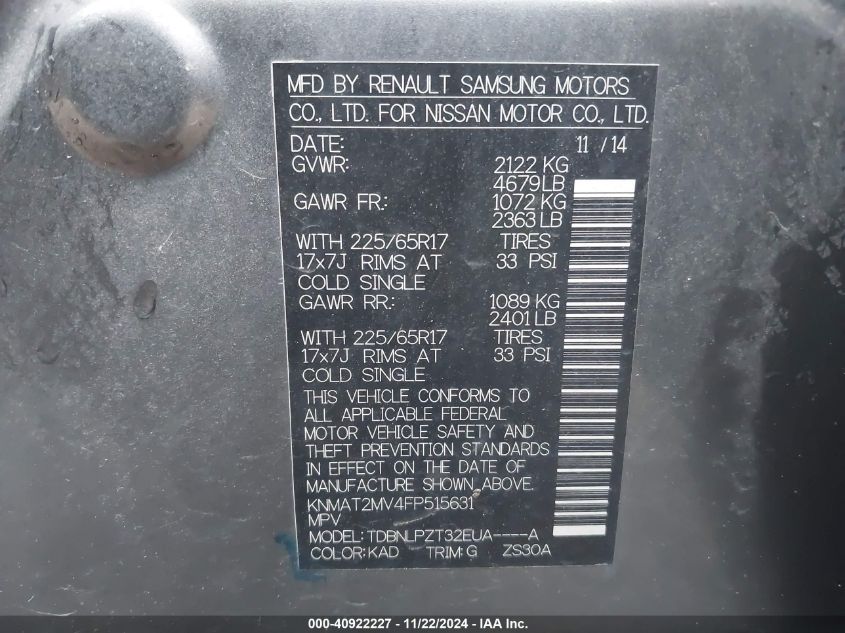 MFD BY RENAULT SAMSUNG MOTORS
CO., LTD. FOR NISSAN MOTOR CO., LTD.
DATE: 11 /14
GVWR: 2122 KG
4679LB
GAWR FR.: 1072 KG
2363 LB
WITH 225/65R17 TIRES
17x7J RIMS AT 33 PSI
COLD SINGLE
GAWR RR.: 1089 KG
2401LB
WITH 225/65R17 TIRES
17x7J RIMS AT 33 PSI
COLD SINGLE
THIS VEHICLE CONFORMS TO
ALL APPLICABLE FEDERAL
MOTOR VEHICLE SAFETY AND
THEFT PREVENTION STANDARDS
IN EFFECT ON THE DATE OF
MANUFACTURE SHOWN ABOVE.
KNMAT2MV4FP515631
MPV
MODEL: TDBNLPZT32EUA----A
COLOR: KAD TRIM: G ZS30A
000-40922227 - 11/22/2024 - IAA Inc.